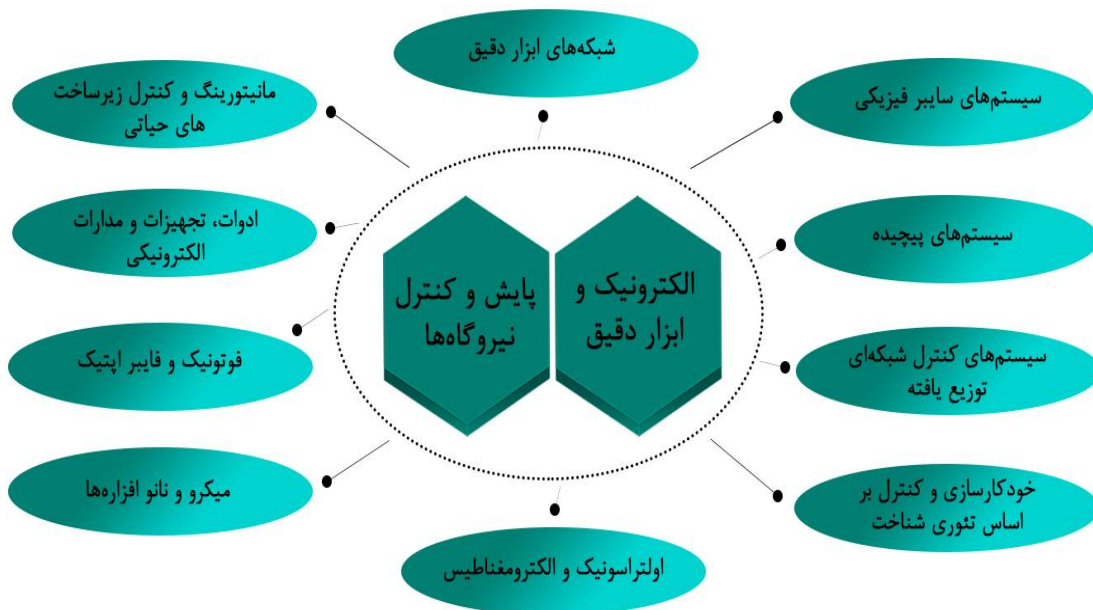 شبکه‌های ابزار دقیق
سیستم‌های سایبر فیزیکی
مانیتورینگ و کنترل زیرساخت
های حیاتی
سیستم‌های پیچیده
ادوات، تجهیزات و مدارات
الکترونیکی
الکترونیک و
ابزار دقیق
پایش و کنترل
نیروگاه‌ها
سیستم‌های کنترل شبکه‌ای
توزیع یافته
فوتونیک و فایبر اپتیک
خودکارسازی و کنترل بر
اساس تئوری شناخت
میکرو و نانو افزاره‌ها
اولتراسونیک و الکترومغناطیس